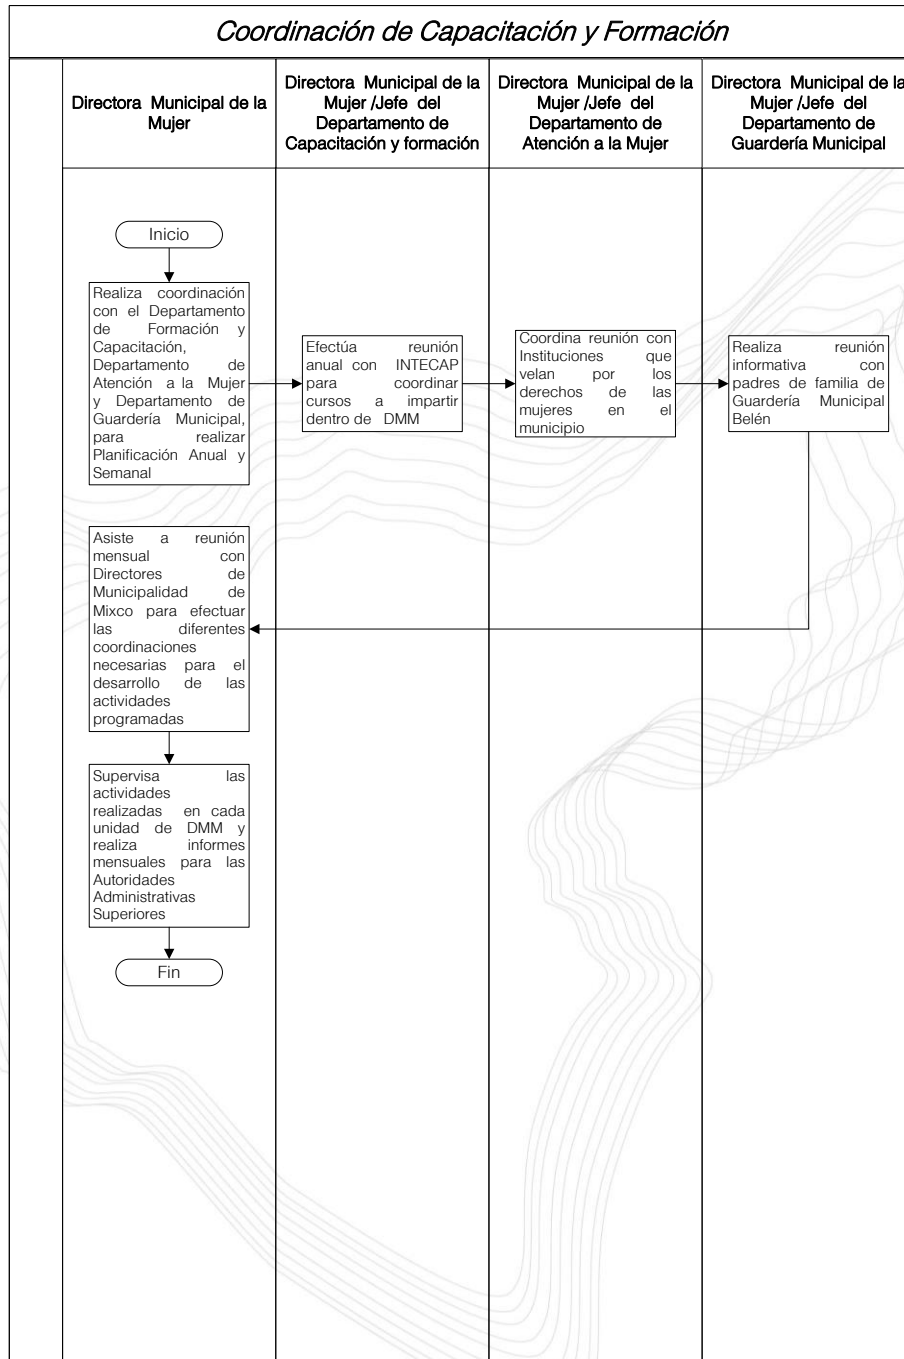 Coordinación de Capacitación y Formación
Directora Municipal de la
Mujer
Directora Municipal de la
Mujer /Jefe del
Departamento de
Capacitación y formación
Directora Municipal de la
Mujer /Jefe del
Departamento de
Atención a la Mujer
Directora Municipal de la
Mujer /Jefe del
Departamento de
Guardería Municipal
Inicio
Realiza coordinación
con el Departamento
de Formación y
Capacitación,
Departamento de
Atención a la Mujer
y Departamento de
Guardería Municipal,
para realizar
Planificación Anual y
Semanal
Efectúa reunión
anual con INTECAP
para coordinar
cursos a impartir
dentro de DMM
Coordina reunión con
Instituciones que
velan por los
derechos de las
mujeres en el
municipio
Realiza reunión
informativa con
padres de familia de
Guardería Municipal
Belén
Asiste a reunión
mensual con
Directores de
Municipalidad de
Mixco para efectuar
las diferentes
coordinaciones
necesarias para el
desarrollo de las
actividades
programadas
Supervisa las
actividades
realizadas en cada
unidad de DMM y
realiza informes
mensuales para las
Autoridades
Administrativas
Superiores
Fin